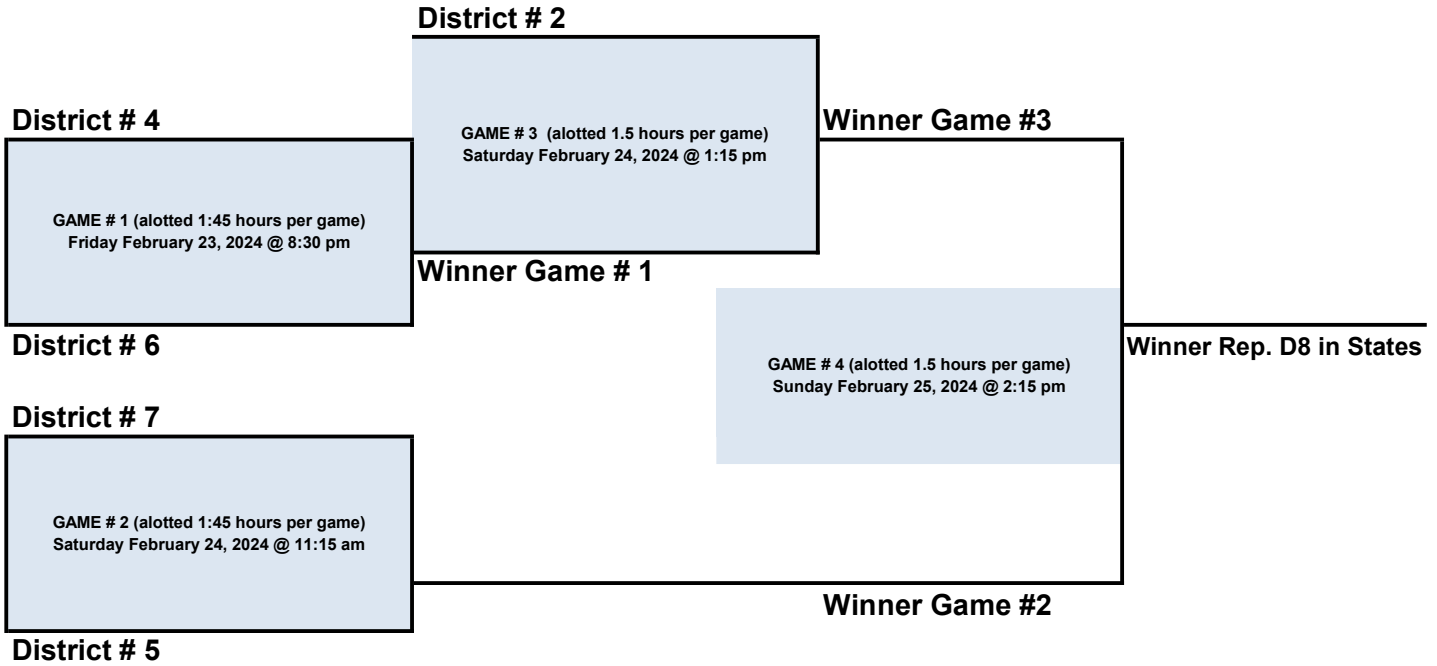 District # 2
District # 4
GAME # 3  (alotted 1.5 hours per game)
Saturday February 24, 2024 @ 1:15 pm
Winner Game #3
GAME # 1 (alotted 1:45 hours per game)
Friday February 23, 2024 @ 8:30 pm
Winner Game # 1
District # 6
GAME # 4 (alotted 1.5 hours per game)
Sunday February 25, 2024 @ 2:15 pm
Winner Rep. D8 in States
District # 7
GAME # 2 (alotted 1:45 hours per game)
Saturday February 24, 2024 @ 11:15 am
Winner Game #2
District # 5